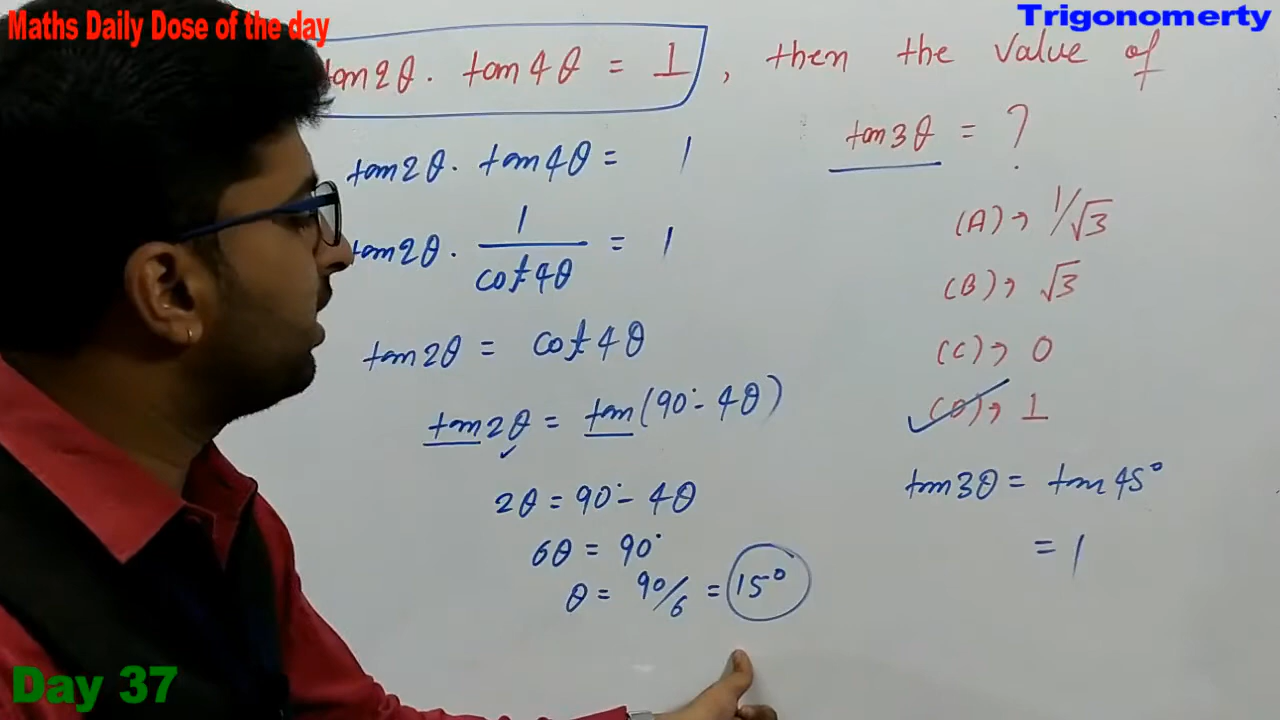 Maths Daily Dose of the day
Trigonomerty
tan2θ. tan4θ = 1, then the value of
tan3θ = ?
(A) → 1/√3
(B) → √3
(C) → 0
(D) → 1
tan2θ. tan4θ = 1
tan2θ. 1/cot4θ = 1
tan2θ = cot4θ
tan2θ = tan(90° - 4θ)
2θ = 90° - 4θ
6θ = 90°
θ = 90/6 = 15°
tan3θ = tan45°
= 1
Day 37